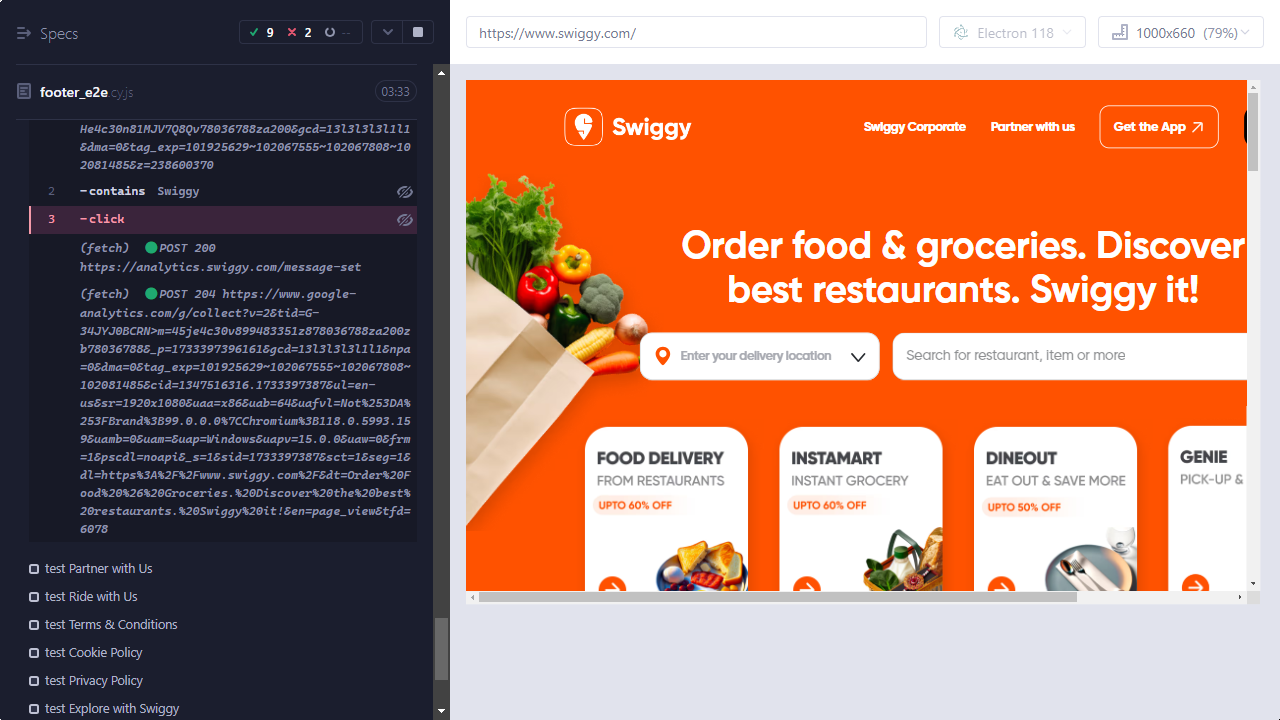 Specs
9
2
--
footer_e2e.cy.js
03:33
He4c30n81MJV7Q8Qv78036788za200&gcd=13l3l3l3l1l1
&dma=0&tag_exp=101925629~102067555~102067808~10
2081485&z=238600370
2 -contains Swiggy
3 -click
(fetch) POST 200
https://analytics.swiggy.com/message-set
(fetch) POST 204 https://www.google-
analytics.com/g/collect?v=2&tid=G-
34JYJ0BCRN>m=45je4c30v899483351z878036788za200z
b78036788&_p=1733397396161&gcd=13l3l3l3l1l1&npa
=0&dma=0&tag_exp=101925629~102067555~102067808~
102081485&cid=1347516316.1733397387&ul=en-
us&sr=1920x1080&uaa=x86&uab=64&uafvl=Not%253DA%
253FBrand%3B99.0.0.0%7CChromium%3B118.0.5993.15
9&uamb=0&uam=&uap=Windows&uapv=15.0.0&uaw=0&frm
=1&pscdl=noapi&_s=1&sid=1733397387&sct=1&seg=1&
dl=https%3A%2F%2Fwww.swiggy.com%2F&dt=Order%20F
ood%20%26%20Groceries.%20Discover%20the%20best%
20restaurants.%20Swiggy%20it!&en=page_view&tfd=
6078
test Partner with Us
test Ride with Us
test Terms & Conditions
test Cookie Policy
test Privacy Policy
test Explore with Swiggy
https://www.swiggy.com/
Electron 118
1000x660 (79%)
Swiggy
Swiggy Corporate
Partner with us
Get the App
Order food & groceries. Discover
best restaurants. Swiggy it!
Enter your delivery location
Search for restaurant, item or more
FOOD DELIVERY
FROM RESTAURANTS
UPTO 60% OFF
INSTAMART
INSTANT GROCERY
UPTO 60% OFF
DINEOUT
EAT OUT & SAVE MORE
UPTO 50% OFF
GENIE
PICK-UP &